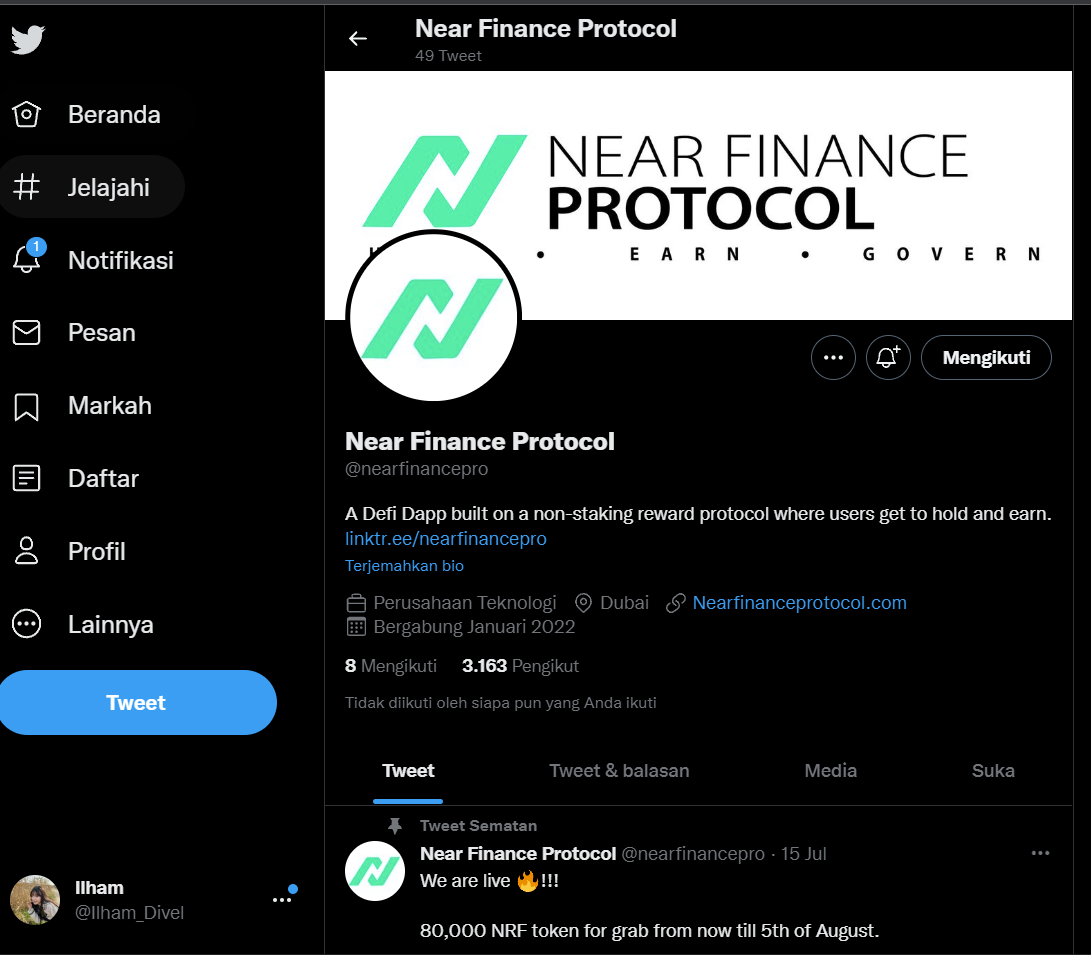 Near Finance Protocol
49 Tweet
Beranda
Jelajahi
1
Notifikasi
Pesan
Markah
Daftar
Profil
Lainnya
Tweet
Ilham
@Ilham_Divel
NEAR FINANCE
PROTOCOL
• EARN • GOVERN
Mengikuti
Near Finance Protocol
@nearfinancepro
A Defi Dapp built on a non-staking reward protocol where users get to hold and earn.
linktr.ee/nearfinancepro
Terjemahkan bio
Perusahaan Teknologi Dubai Nearfinanceprotocol.com
Bergabung Januari 2022
8 Mengikuti 3.163 Pengikut
Tidak diikuti oleh siapa pun yang Anda ikuti
Tweet Tweet & balasan Media Suka
Tweet Sematan
Near Finance Protocol @nearfinancepro · 15 Jul
We are live 🔥!!!
80,000 NRF token for grab from now till 5th of August.